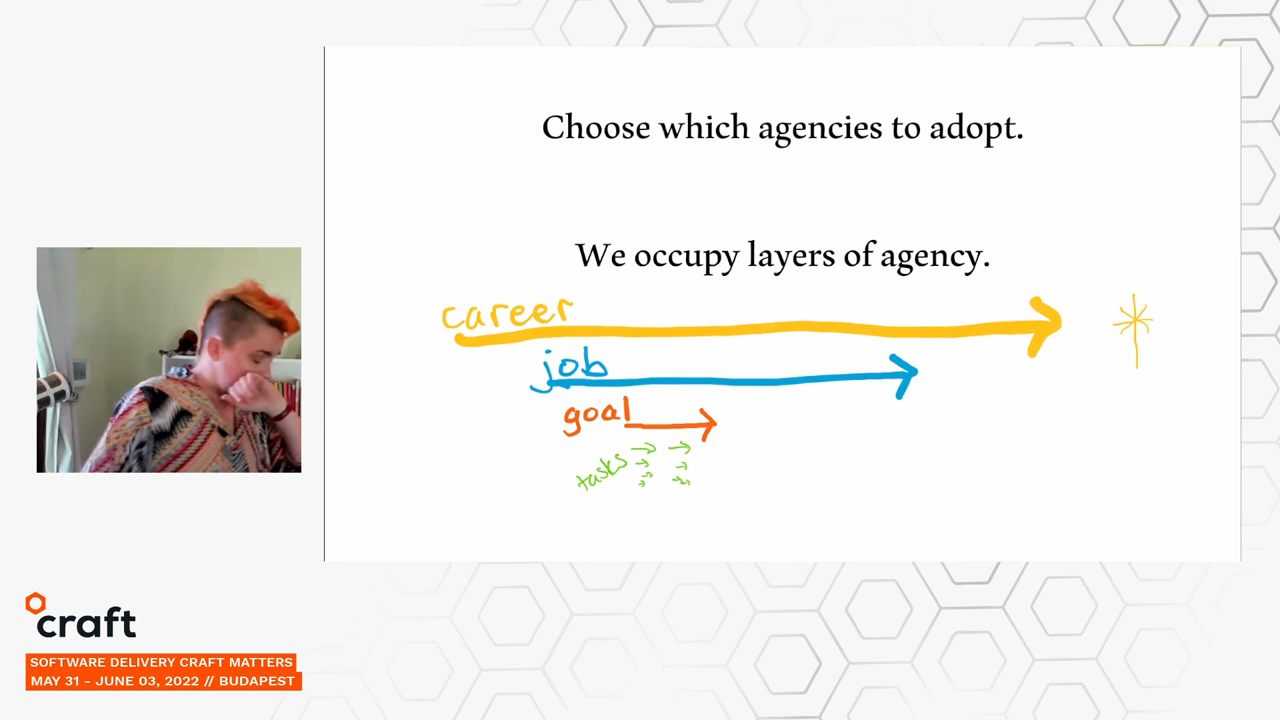 Choose which agencies to adopt.
We occupy layers of agency.
career
job
goal
tasks
craft
SOFTWARE DELIVERY CRAFT MATTERS
MAY 31 - JUNE 03, 2022 // BUDAPEST